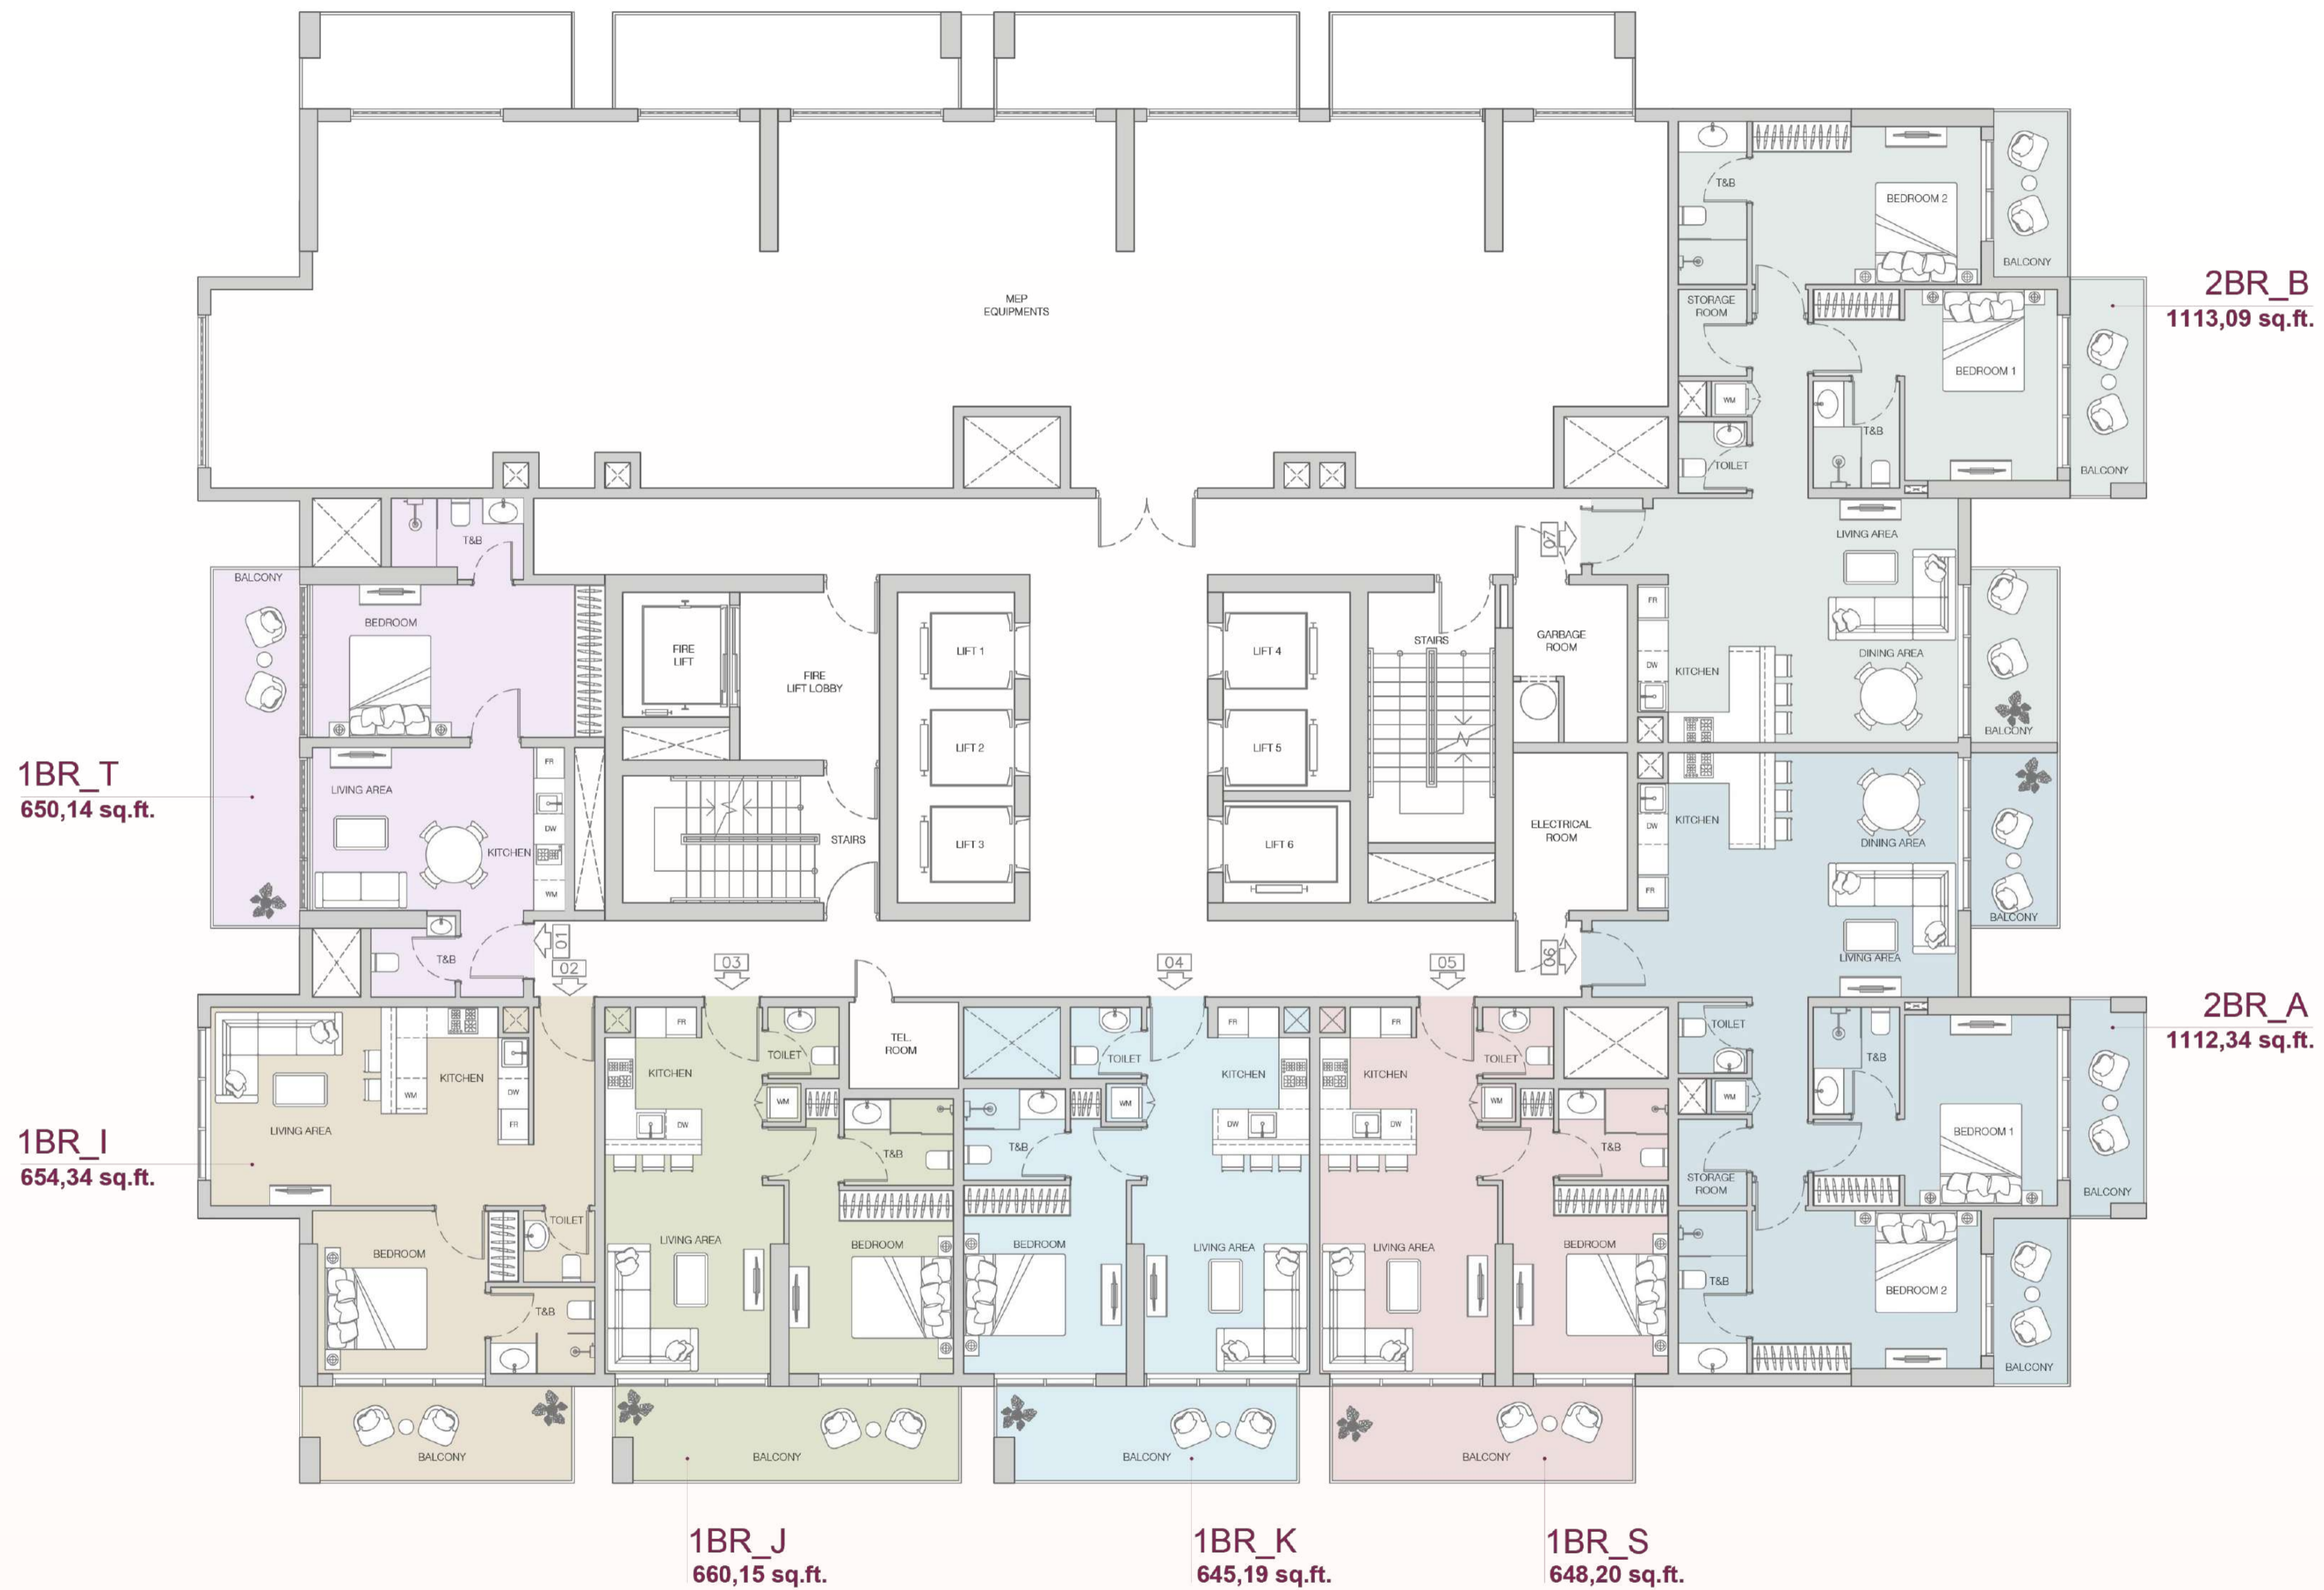 T&B
BEDROOM 2
BALCONY
STORAGE
ROOM
MEP
EQUIPMENTS
2BR_B
1113,09 sq.ft.
BEDROOM 1
WM
T&B
TOILET
BALCONY
T&B
07
LIVING AREA
BALCONY
BEDROOM
FR
GARBAGE
ROOM
STAIRS
FIRE
LIFT
LIFT 1
LIFT 4
DINING AREA
DW
KITCHEN
FIRE
LIFT LOBBY
BALCONY
LIFT 2
LIFT 5
FR
1BR_T
650,14 sq.ft.
LIVING AREA
DW
KITCHEN
STAIRS
LIFT 3
LIFT 6
ELECTRICAL
ROOM
DW
KITCHEN
DINING AREA
WM
FR
BALCONY
01
T&B
02
03
04
05
06
LIVING AREA
2BR_A
1112,34 sq.ft.
FR
TOILET
TEL.
ROOM
FR
TOILET
FR
TOILET
TOILET
T&B
KITCHEN
WM
DW
FR
KITCHEN
WM
DW
T&B
KITCHEN
WM
DW
T&B
KITCHEN
WM
DW
T&B
WM
BEDROOM 1
1BR_I
654,34 sq.ft.
LIVING AREA
STORAGE
ROOM
BALCONY
TOILET
BEDROOM
LIVING AREA
BEDROOM
BEDROOM
LIVING AREA
LIVING AREA
BEDROOM
T&B
BEDROOM 2
T&B
BALCONY
BALCONY
BALCONY
BALCONY
BALCONY
1BR_J
660,15 sq.ft.
1BR_K
645,19 sq.ft.
1BR_S
648,20 sq.ft.